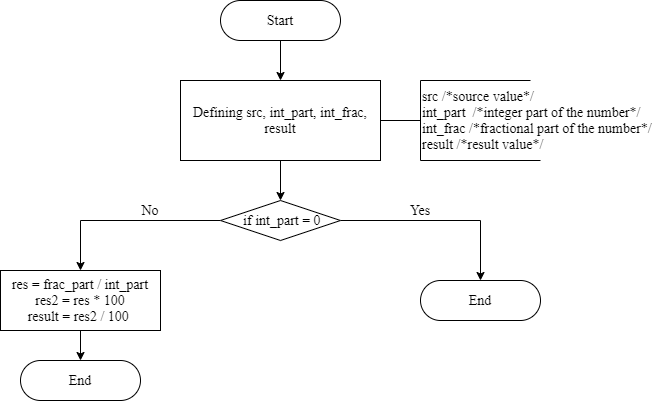 Start
Defining src, int_part, int_frac,
result
src /*source value*/
int_part /*integer part of the number*/
int_frac /*fractional part of the number*/
result /*result value*/
if int_part = 0
No
Yes
res = frac_part / int_part
res2 = res * 100
result = res2 / 100
End
End